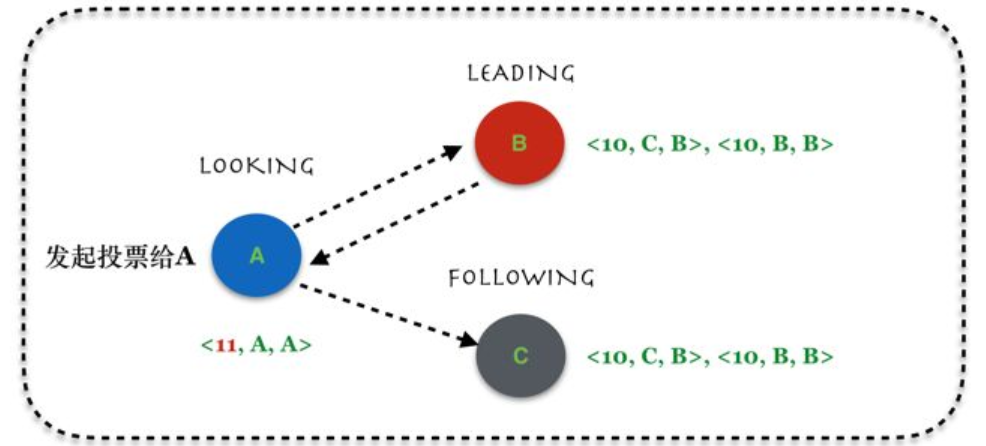 LEADING
B <10, C, B>, <10, B, B>
LOOKING
发起投票给A A
FOLLOWING
<11, A, A>
C <10, C, B>, <10, B, B>